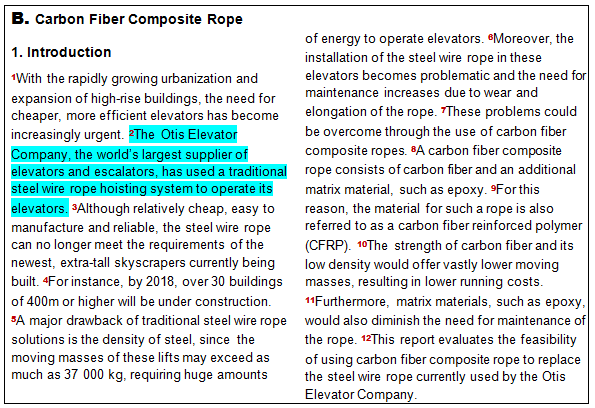 B. Carbon Fiber Composite Rope
1. Introduction
1With the rapidly growing urbanization and
expansion of high-rise buildings, the need for
cheaper, more efficient elevators has become
increasingly urgent. 2The Otis Elevator
Company, the world's largest supplier of
elevators and escalators, has used a traditional
steel wire rope hoisting system to operate its
elevators. 3Although relatively cheap, easy to
manufacture and reliable, the steel wire rope
can no longer meet the requirements of the
newest, extra-tall skyscrapers currently being
built. 4For instance, by 2018, over 30 buildings
of 400m or higher will be under construction.
5A major drawback of traditional steel wire rope
solutions is the density of steel, since the
moving masses of these lifts may exceed as
much as 37 000 kg, requiring huge amounts
of energy to operate elevators. 6Moreover, the
installation of the steel wire rope in these
elevators becomes problematic and the need for
maintenance increases due to wear and
elongation of the rope. 7These problems could
be overcome through the use of carbon fiber
composite ropes. 8A carbon fiber composite
rope consists of carbon fiber and an additional
matrix material, such as epoxy. 9For this
reason, the material for such a rope is also
referred to as a carbon fiber reinforced polymer
(CFRP). 10The strength of carbon fiber and its
low density would offer vastly lower moving
masses, resulting in lower running costs.
11Furthermore, matrix materials, such as epoxy,
would also diminish the need for maintenance of
the rope. 12This report evaluates the feasibility
of using carbon fiber composite rope to replace
the steel wire rope currently used by the Otis
Elevator Company.